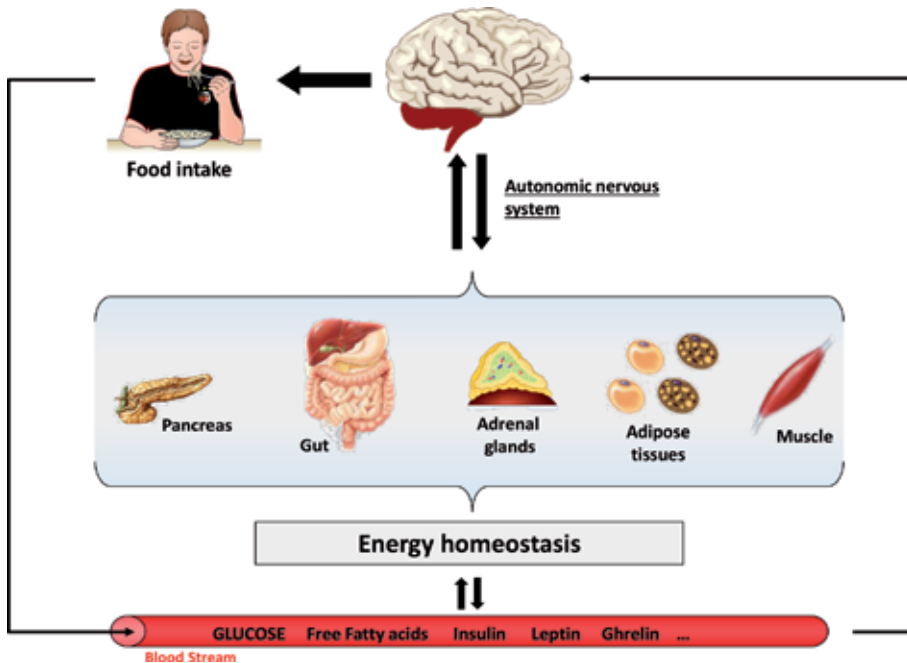 Food intake
Autonomic nervous
system
Pancreas
Gut
Adrenal
glands
Adipose
tissues
Muscle
Energy homeostasis
GLUCOSE Free Fatty acids Insulin Leptin Ghrelin ...
Blood Stream